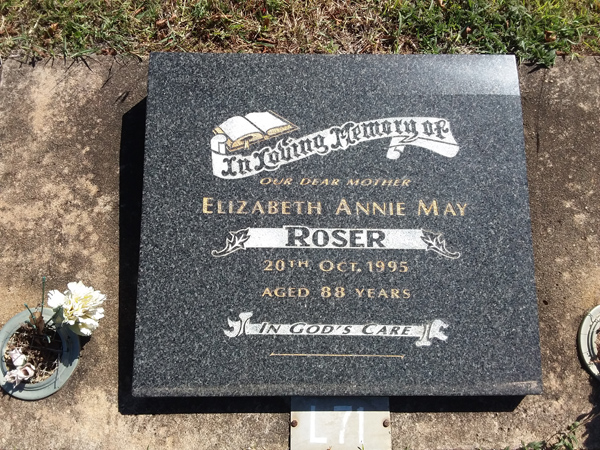 In Loving Memory of
OUR DEAR MOTHER
ELIZABETH ANNIE MAY
ROSER
20TH. OCT. 1995
AGED 88 YEARS
IN GOD'S CARE
L71